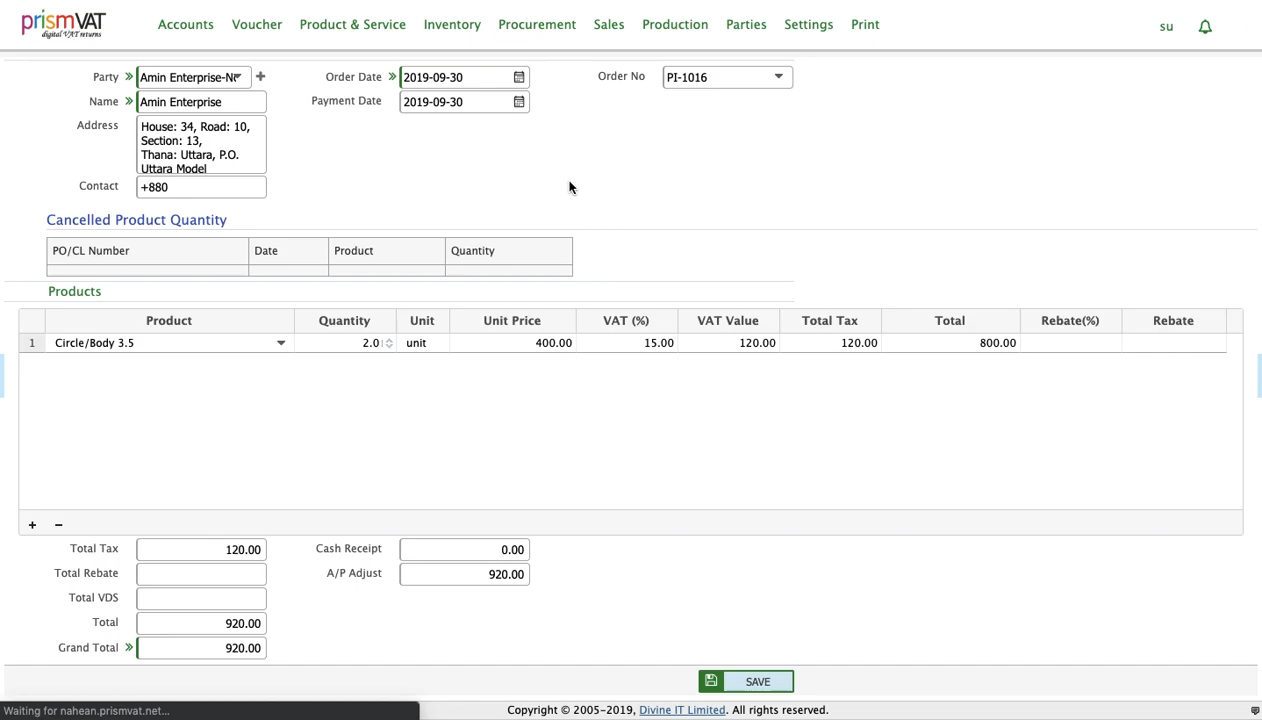 prismVAT
digital VAT returns
Accounts Voucher Product & Service Inventory Procurement Sales Production Parties Settings Print su
Party » Amin Enterprise- Order Date » 2019-09-30 Order No PI-1016
Name » Amin Enterprise Payment Date 2019-09-30
Address House: 34, Road: 10,
Section: 13,
Thana: Uttara, P.O.
Uttara Model
Contact +880
Cancelled Product Quantity
PO/CL Number Date Product Quantity
Products
Product Quantity Unit Unit Price VAT (%) VAT Value Total Tax Total Rebate(%) Rebate
1 Circle/Body 3.5 2.0 unit 400.00 15.00 120.00 120.00 800.00
+ −
Total Tax 120.00 Cash Receipt 0.00
Total Rebate A/P Adjust 920.00
Total VDS
Total 920.00
Grand Total » 920.00
SAVE
Waiting for nahean.prismvat.net... Copyright © 2005-2019, Divine IT Limited. All rights reserved.